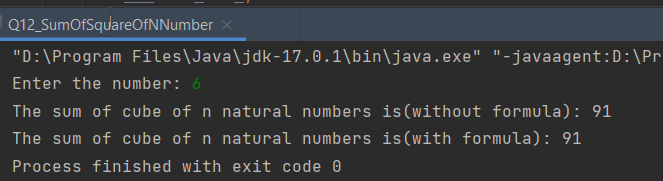 Q12_SumOfSquareOfNNumber
"D:\Program Files\Java\jdk-17.0.1\bin\java.exe" "-javaagent:D:\Pr
Enter the number: 6
The sum of cube of n natural numbers is(without formula): 91
The sum of cube of n natural numbers is(with formula): 91
Process finished with exit code 0